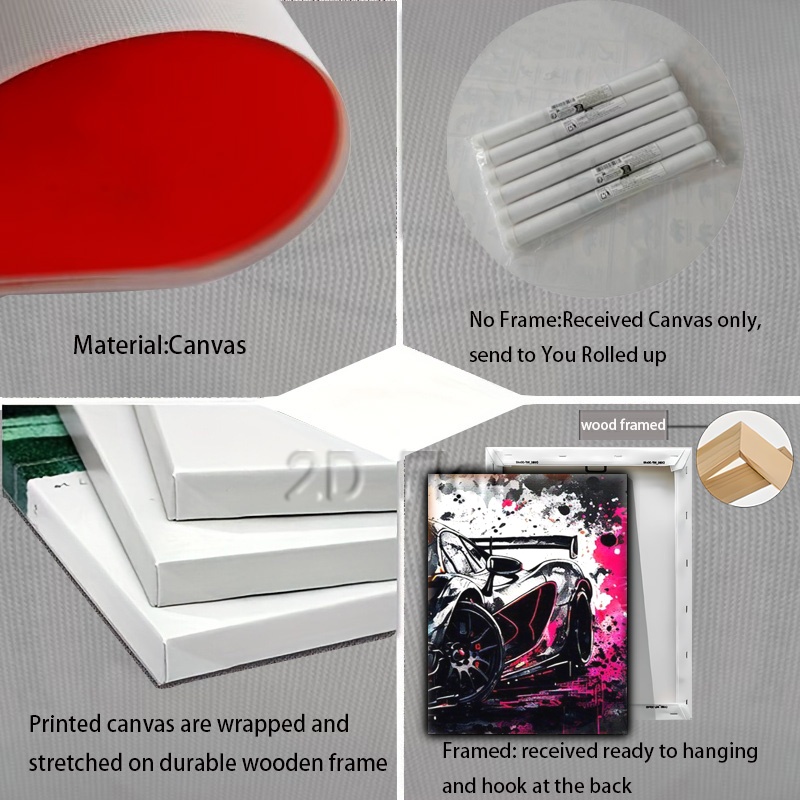 Material:Canvas
No Frame:Received Canvas only,
send to You Rolled up
2D
wood framed
Printed canvas are wrapped and
stretched on durable wooden frame
Framed: received ready to hanging
and hook at the back